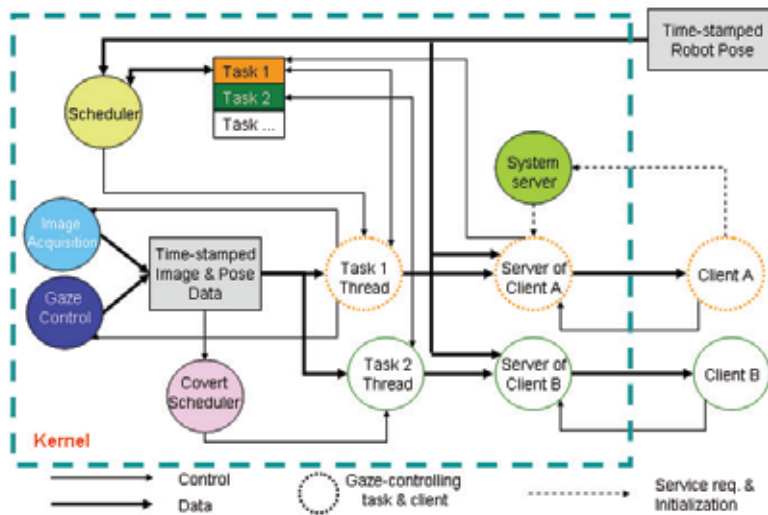 Time-stamped
Robot Pose
Task 1
Task 2
Task ...
Scheduler
System
server
Image
Acquisition
Time-stamped
Image & Pose
Data
Gaze
Control
Task 1
Thread
Server of
Client A
Client A
Covert
Scheduler
Task 2
Thread
Server of
Client B
Client B
Kernel
Control
Data
Gaze-controlling
task & client
Service req. &
Initialization